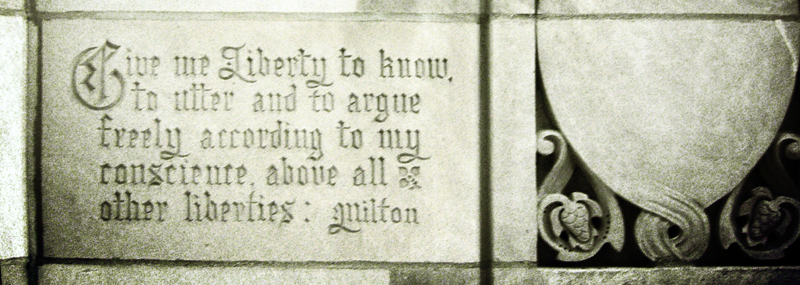 Give me Liberty to know,
to utter and to argue
freely according to my
conscience, above all
other liberties: Milton